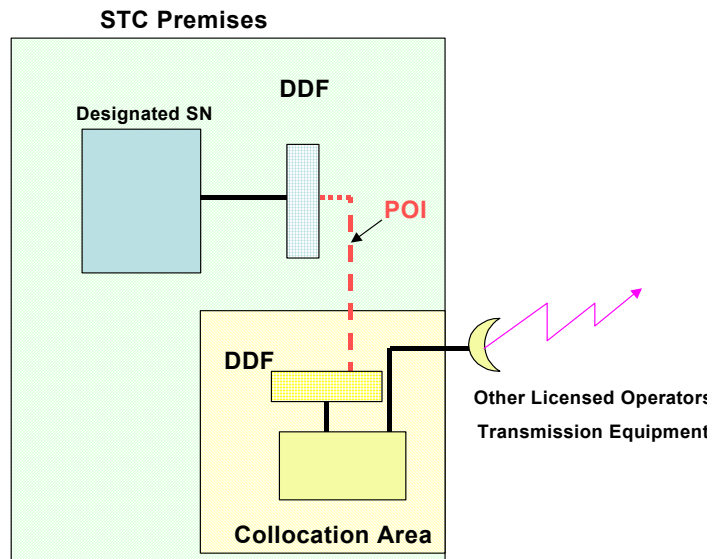 STC Premises
DDF
Designated SN
POI
DDF
Other Licensed Operators
Transmission Equipment
Collocation Area